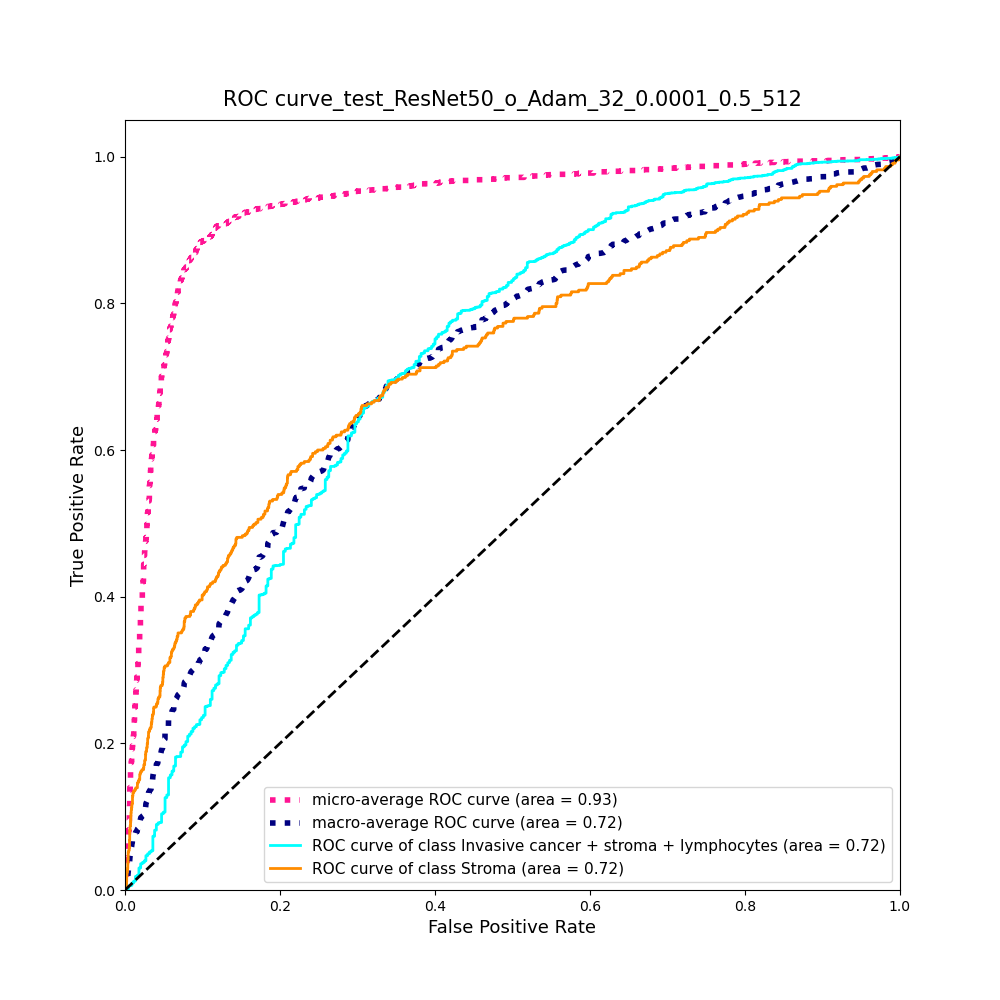 ROC curve_test_ResNet50_o_Adam_32_0.0001_0.5_512
True Positive Rate
1.0
0.8
0.6
0.4
0.2
0.0
micro-average ROC curve (area = 0.93)
macro-average ROC curve (area = 0.72)
ROC curve of class Invasive cancer + stroma + lymphocytes (area = 0.72)
ROC curve of class Stroma (area = 0.72)
0.0 0.2 0.4 0.6 0.8 1.0
False Positive Rate